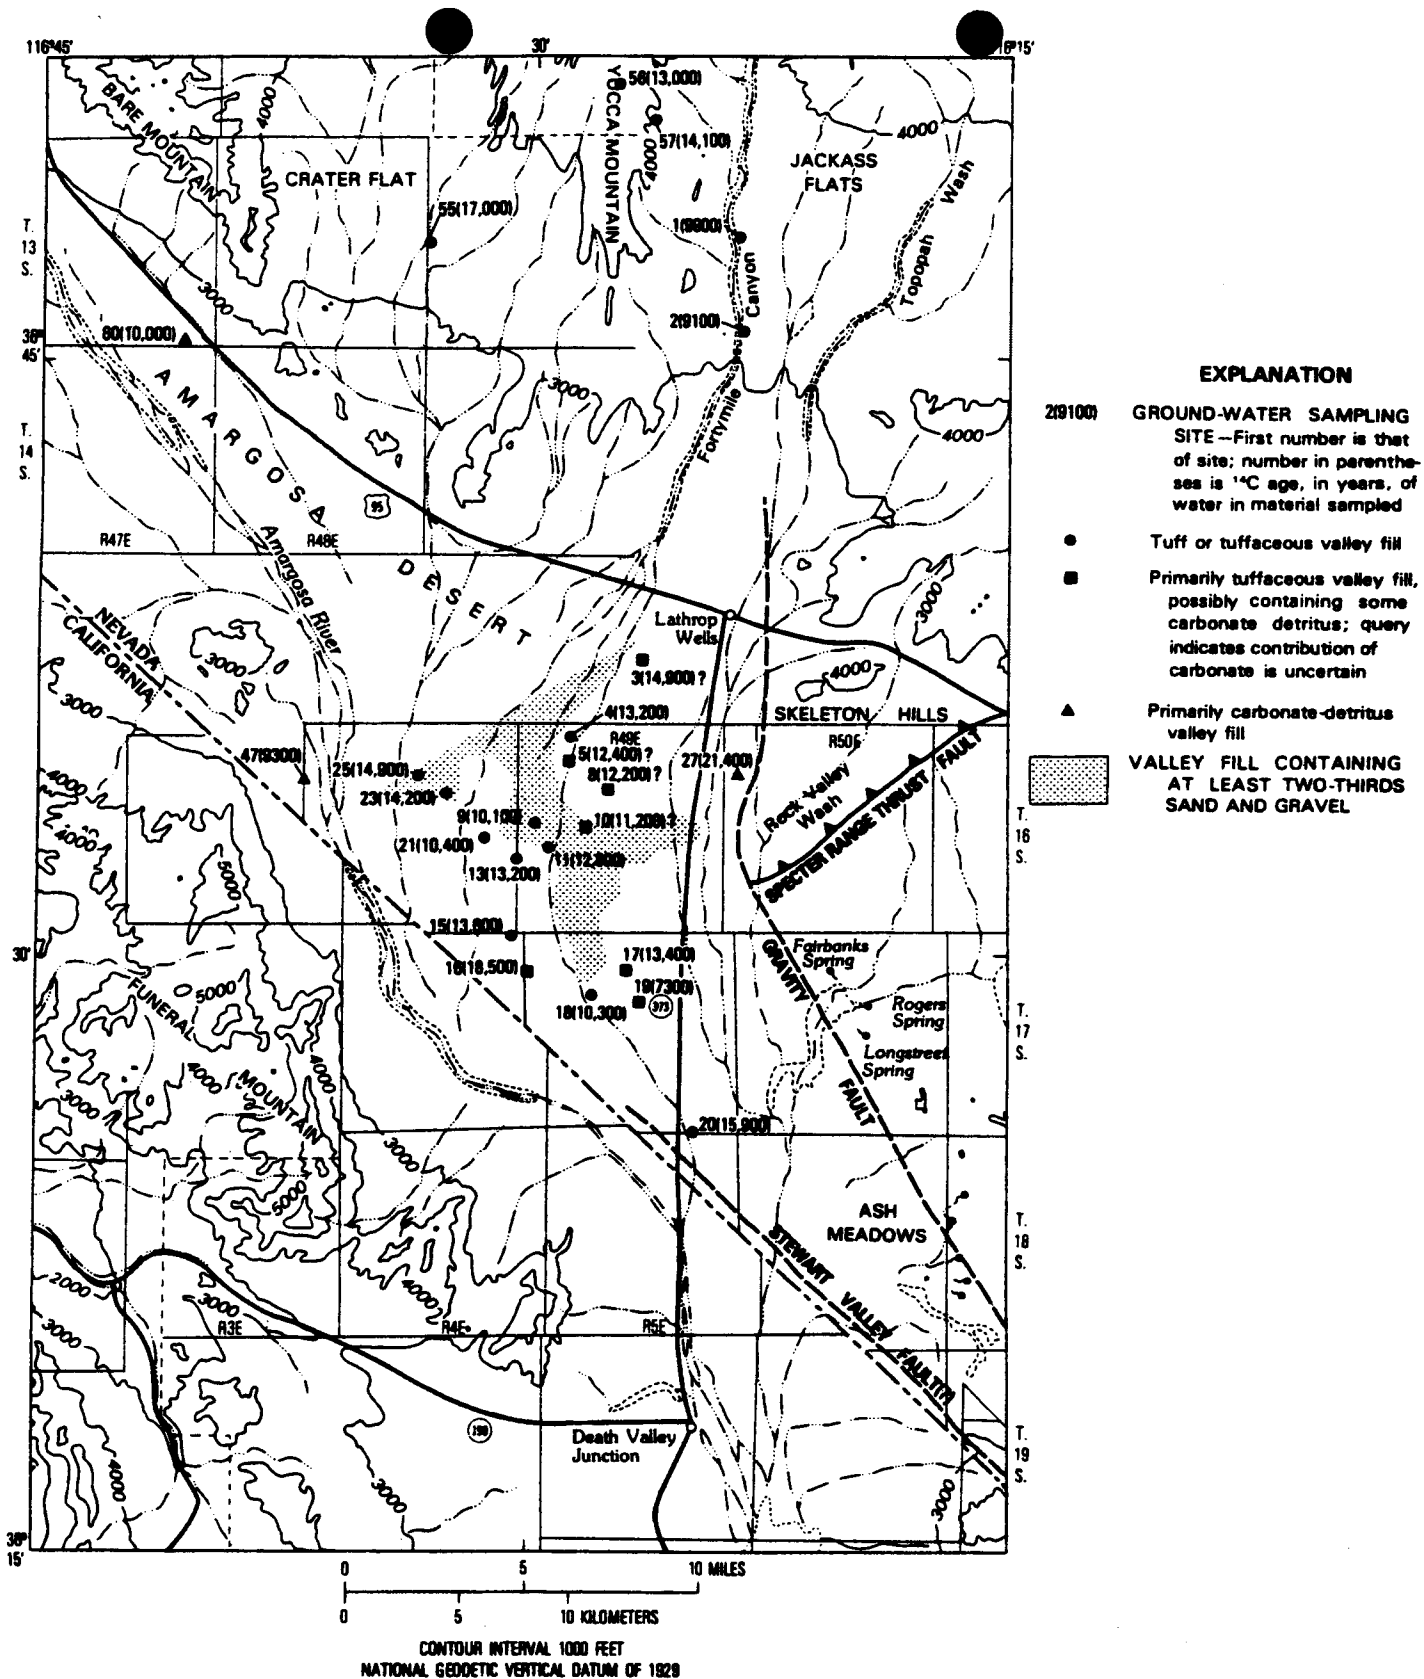 116°45'
30'
16°15'
BARE MOUNTAIN
4000
CRATER FLAT
YUCCA MOUNTAIN
56(13,000)
57(14,100)
4000
JACKASS
FLATS
4000
Topopah Wash
55(17,000)
1(9900)
2(9100)
Fortymile Canyon
T.
13
S.
3000
80(10,000)
36°
45'
3000
4000
T.
14
S.
AMARGOSA DESERT
95
R47E
R48E
Amargosa River
3000
NEVADA
CALIFORNIA
3000
3000
Lathrop
Wells
3(14,900)?
4000
SKELETON HILLS
4(13,200)
R49E
R50E
5(12,400)?
8(12,200)?
27(21,400)
47(9300)
25(14,900)
23(14,200)
9(10,100)
10(11,200)?
21(10,400)
13(13,200)
Rock Valley
Wash
SPECTER RANGE THRUST FAULT
T.
16
S.
4000
4000
5000
15(13,800)
30'
16(18,500)
17(13,400)
19(7300)
18(10,300)
373
GRAVITY FAULT
Fairbanks
Spring
Rogers
Spring
Longstreet
Spring
T.
17
S.
5000
FUNERAL MOUNTAIN
4000
4000
3000
3000
5000
20(15,900)
ASH
MEADOWS
T.
18
S.
STEWART VALLEY FAULT(?)
2000
3000
3000
4000
R3E
R4E
R5E
190
Death Valley
Junction
T.
19
S.
4000
3000
3000
36°
15'
0 5 10 MILES
0 5 10 KILOMETERS
CONTOUR INTERVAL 1000 FEET
NATIONAL GEODETIC VERTICAL DATUM OF 1929
EXPLANATION
2(9100) GROUND-WATER SAMPLING
SITE—First number is that
of site; number in parenthe-
ses is ¹⁴C age, in years, of
water in material sampled
Tuff or tuffaceous valley fill
Primarily tuffaceous valley fill,
possibly containing some
carbonate detritus; query
indicates contribution of
carbonate is uncertain
Primarily carbonate-detritus
valley fill
VALLEY FILL CONTAINING
AT LEAST TWO-THIRDS
SAND AND GRAVEL